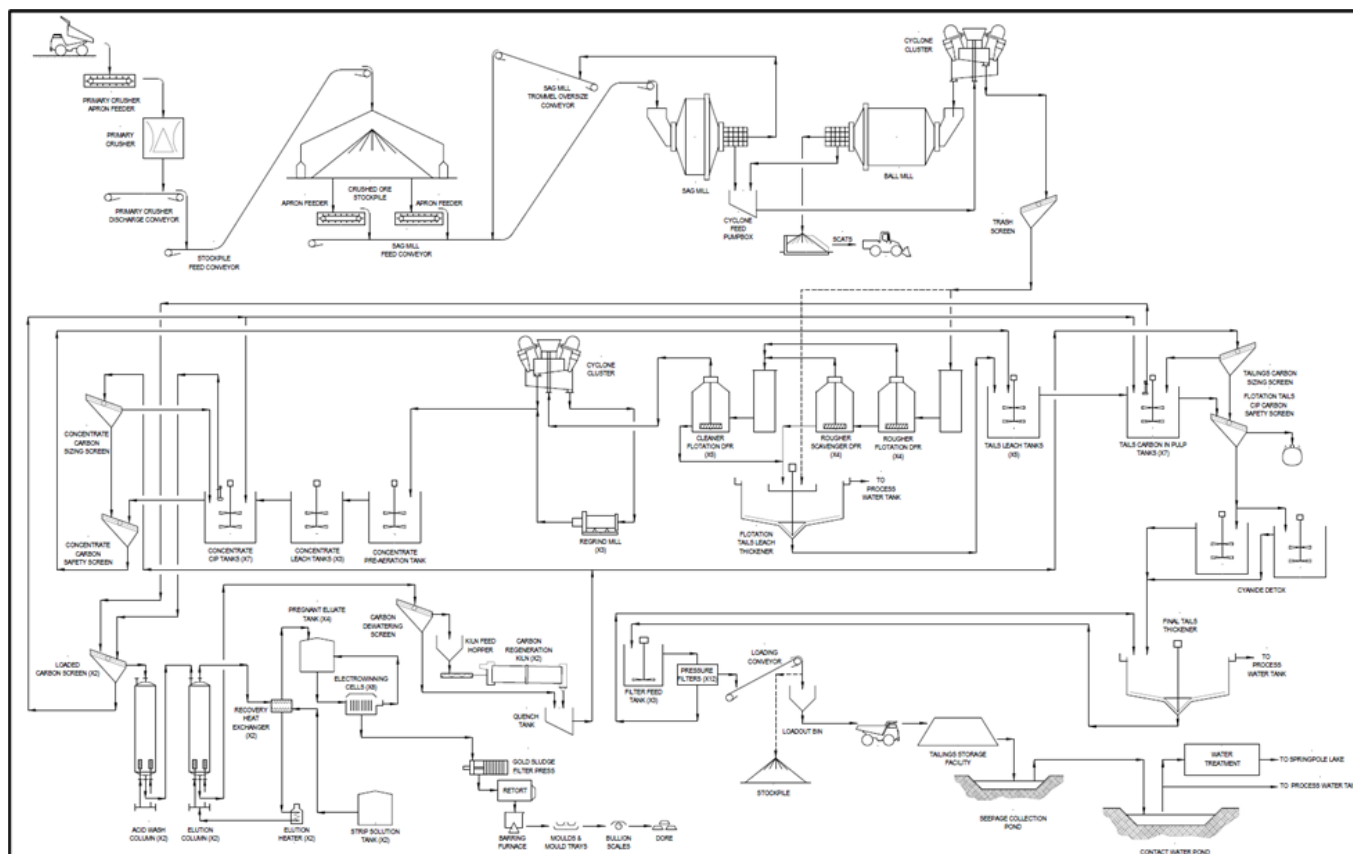 PRIMARY CRUSHER
APRON FEEDER
PRIMARY
CRUSHER
PRIMARY CRUSHER
DISCHARGE CONVEYOR
STOCKPILE
FEED CONVEYOR
CRUSHED ORE
STOCKPILE
APRON FEEDER
APRON FEEDER
SAG MILL
FEED CONVEYOR
SAG MILL
TROMMEL OVERSIZE
CONVEYOR
SAG MILL
CYCLONE
FEED
PUMPBOX
SCATS
BALL MILL
CYCLONE
CLUSTER
TRASH
SCREEN
CONCENTRATE
CARBON
SIZING SCREEN
CONCENTRATE
CARBON
SAFETY SCREEN
CONCENTRATE
CIP TANKS (X7)
CONCENTRATE
LEACH TANKS (X3)
CONCENTRATE
PRE-AERATION TANK
CYCLONE
CLUSTER
REGRIND MILL
(X3)
CLEANER
FLOTATION DFR
(X5)
ROUGHER
SCAVENGER DFR
(X4)
ROUGHER
FLOTATION DFR
(X4)
TO
PROCESS
WATER TANK
FLOTATION
TAILS LEACH
THICKENER
TAILS LEACH TANKS
TAILS CARBON IN PULP
TANKS (X7)
TAILINGS CARBON
SIZING SCREEN
FLOTATION TAILS
CIP CARBON
SAFETY SCREEN
CYANIDE DETOX
FINAL TAILS
THICKENER
TO
PROCESS
WATER TANK
LOADED
CARBON SCREEN (X2)
ACID WASH
COLUMN (X2)
ELUTION
COLUMN (X2)
RECOVERY
HEAT
EXCHANGER
(X2)
PREGNANT ELUATE
TANK (X4)
ELECTROWINNING
CELLS (X8)
ELUTION
HEATER (X2)
STRIP SOLUTION
TANK (X2)
CARBON
DEWATERING
SCREEN
KILN FEED
HOPPER
CARBON
REGENERATION
KILN (X2)
QUENCH
TANK
GOLD SLUDGE
FILTER PRESS
RETORT
BARRING
FURNACE
MOULDS &
MOULD TRAYS
BULLION
SCALES
DORE
FILTER FEED
TANK (X3)
PRESSURE
FILTERS (X12)
LOADING
CONVEYOR
LOADOUT BIN
STOCKPILE
TAILINGS STORAGE
FACILITY
SEEPAGE COLLECTION
POND
WATER
TREATMENT
TO SPRINGPOLE LAKE
TO PROCESS WATER TAN
CONTACT WATER POND